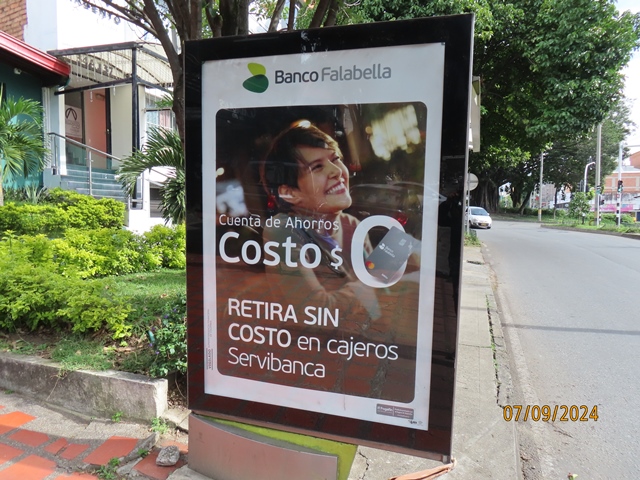 Banco Falabella
Cuenta de Ahorros
Costo $ 0
RETIRA SIN
COSTO en cajeros
Servibanca
07/09/2024